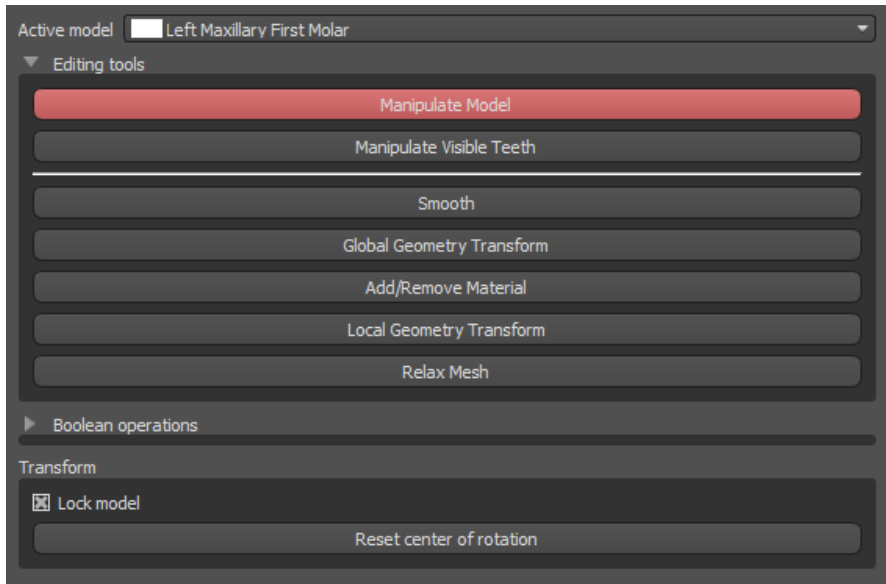 Active model Left Maxillary First Molar
Editing tools
Manipulate Model
Manipulate Visible Teeth
Smooth
Global Geometry Transform
Add/Remove Material
Local Geometry Transform
Relax Mesh
Boolean operations
Transform
Lock model
Reset center of rotation